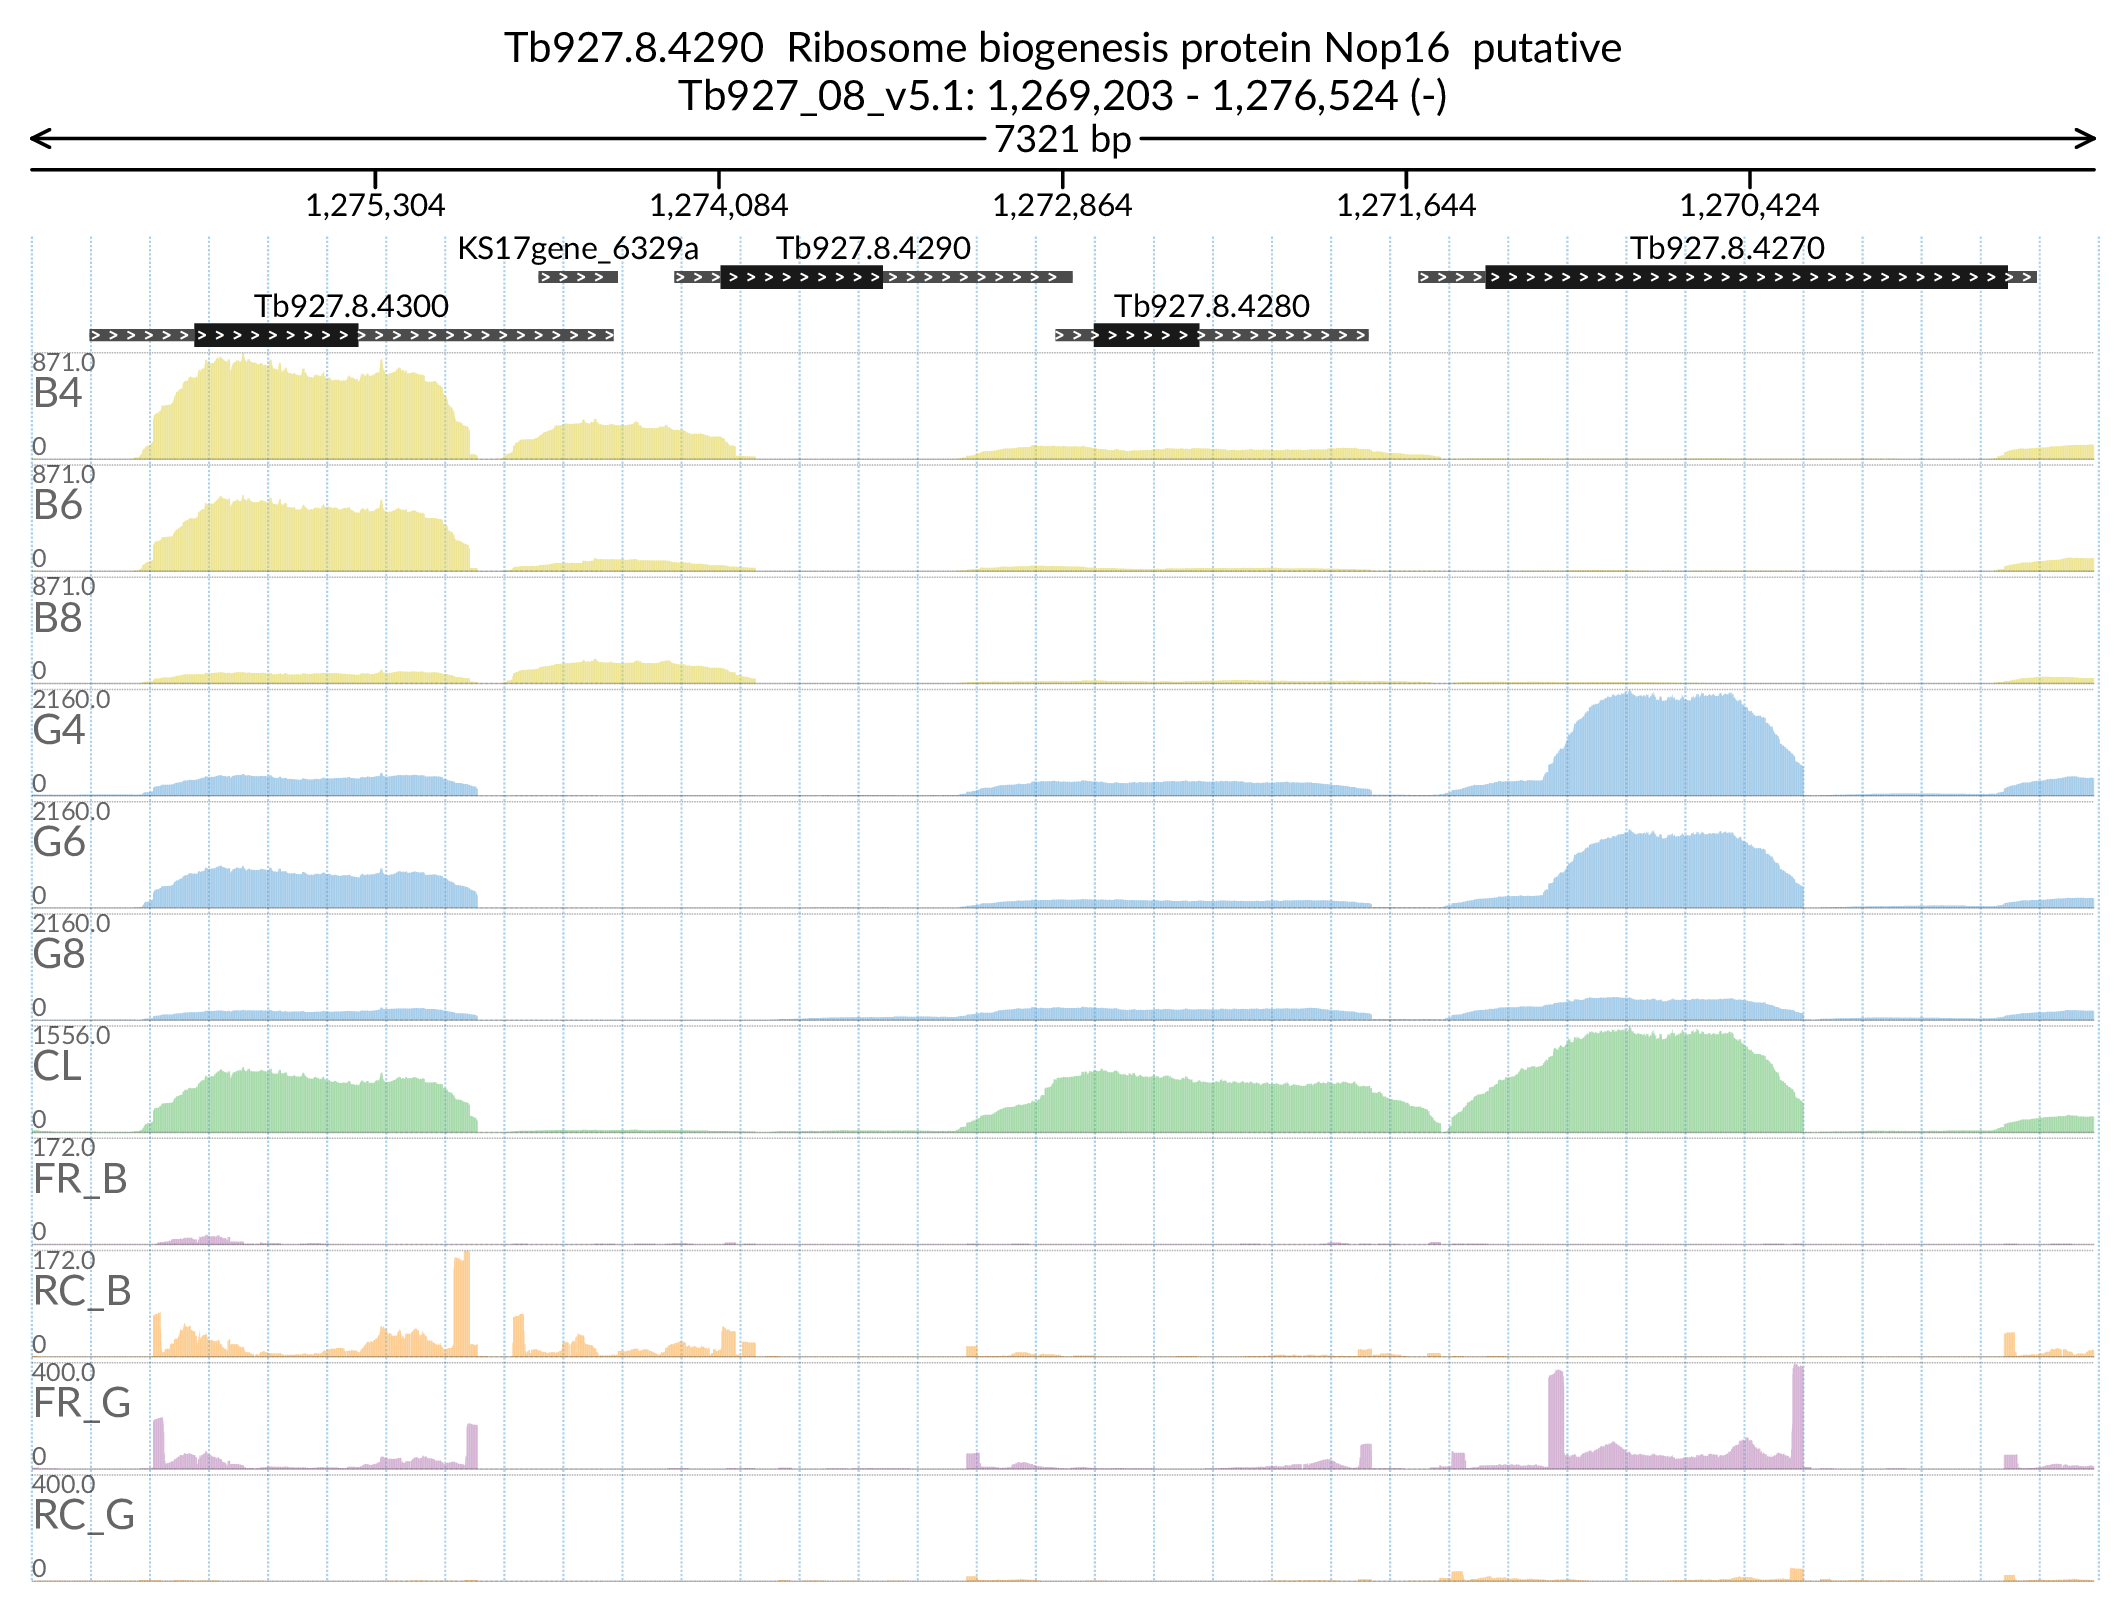 Tb927.8.4290  Ribosome biogenesis protein Nop16  putative
Tb927_08_v5.1: 1,269,203 - 1,276,524 (-)
7321 bp
1,275,304 1,274,084 1,272,864 1,271,644 1,270,424
KS17gene_6329a Tb927.8.4290 Tb927.8.4270
Tb927.8.4300 Tb927.8.4280
871.0
B4
0
871.0
B6
0
871.0
B8
0
2160.0
G4
0
2160.0
G6
0
2160.0
G8
0
1556.0
CL
0
172.0
FR_B
0
172.0
RC_B
0
400.0
FR_G
0
400.0
RC_G
0